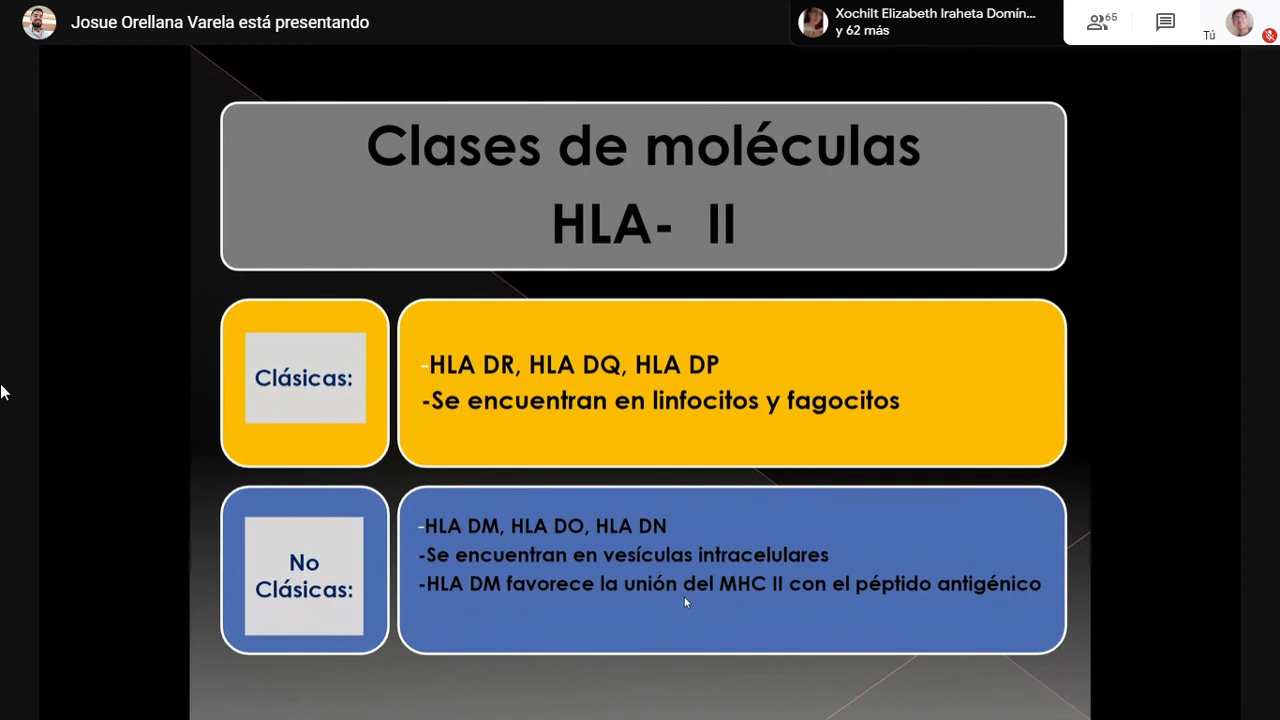 Josue Orellana Varela está presentando
Xochilt Elizabeth Iraheta Domín...
y 62 más
65
Tú
Clases de moléculas
HLA- II
Clásicas:
-HLA DR, HLA DQ, HLA DP
-Se encuentran en linfocitos y fagocitos
No
Clásicas:
-HLA DM, HLA DO, HLA DN
-Se encuentran en vesículas intracelulares
-HLA DM favorece la unión del MHC II con el péptido antigénico